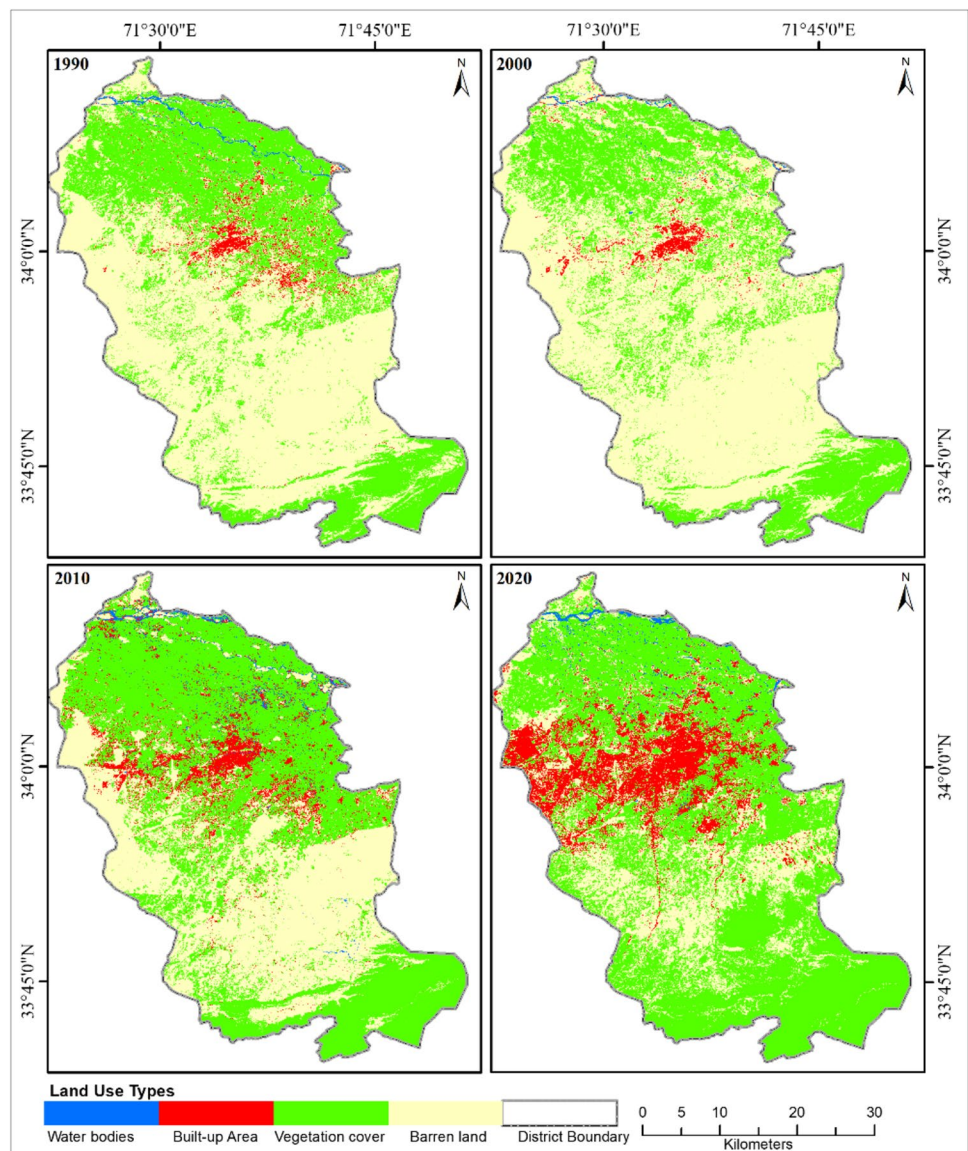 71°30'0"E 71°45'0"E 71°30'0"E 71°45'0"E
1990 N 2000 N
34°0'0"N 34°0'0"N
33°45'0"N 33°45'0"N
2010 N 2020 N
34°0'0"N 34°0'0"N
33°45'0"N 33°45'0"N
Land Use Types
Water bodies Built-up Area Vegetation cover Barren land District Boundary
0 5 10 20 30
Kilometers